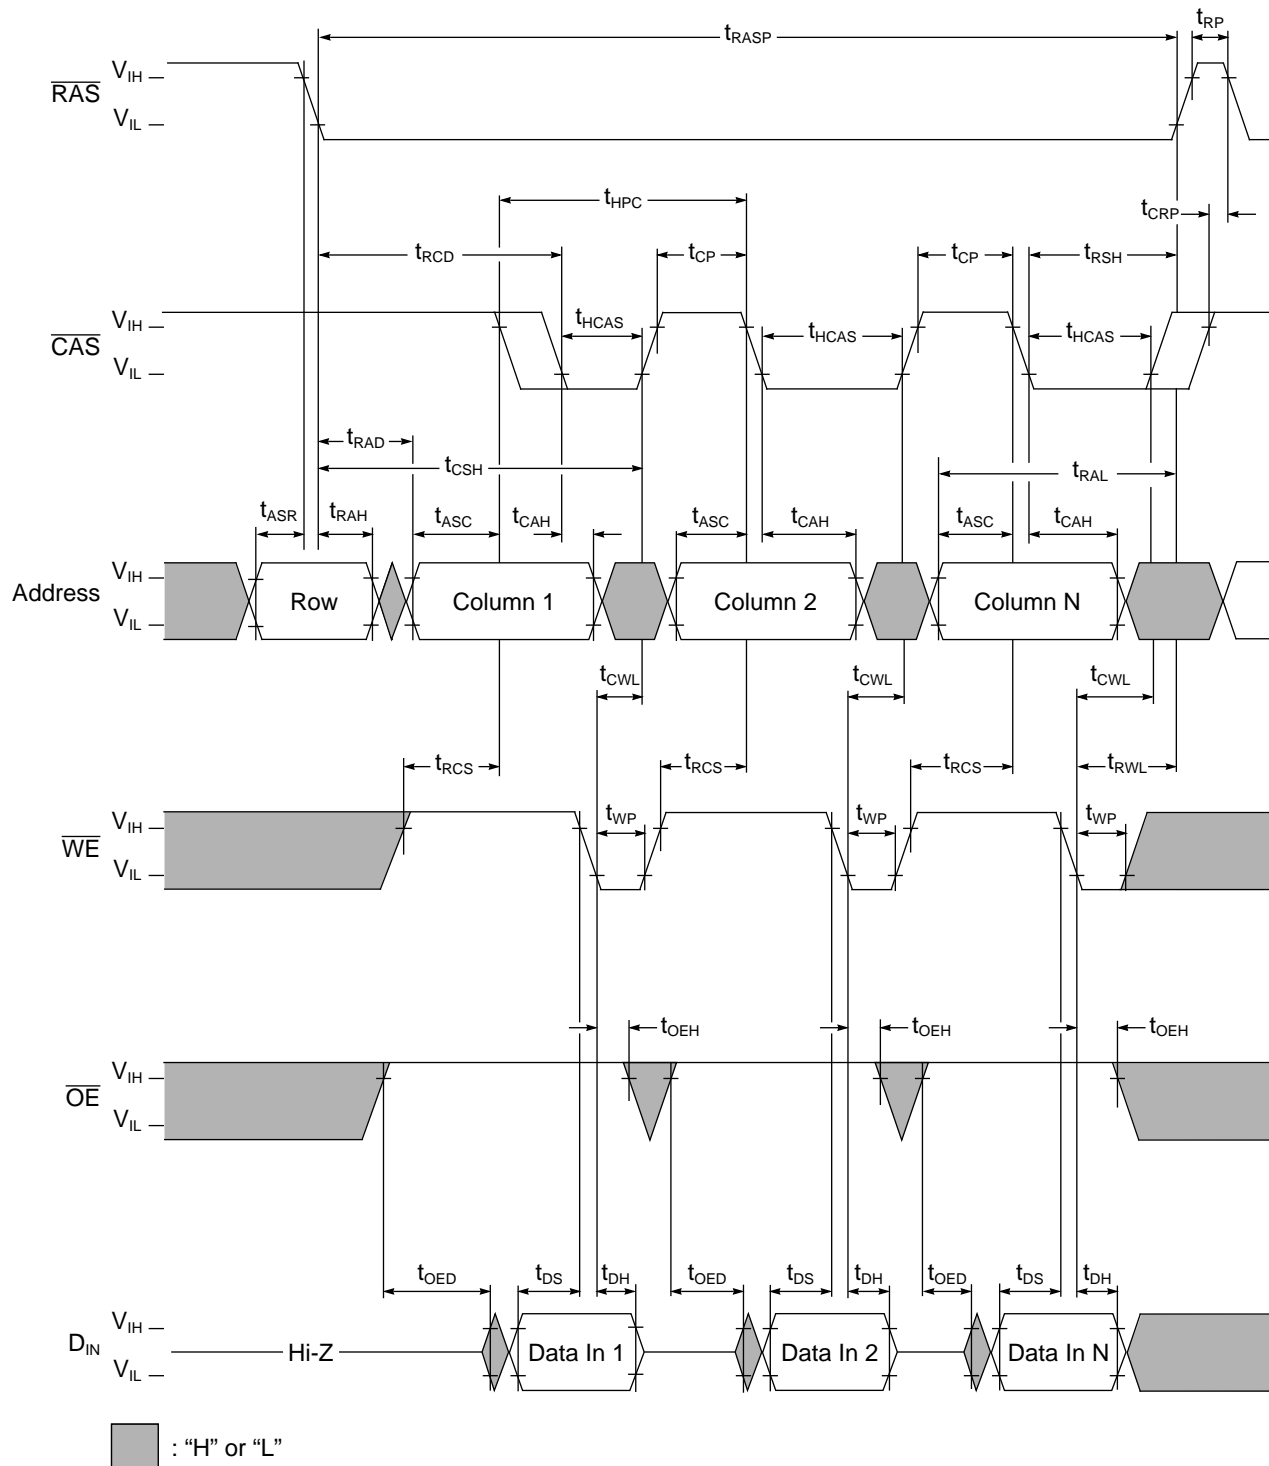 tRASP
tRP
RAS
VIH
VIL
tHPC
tCRP
tRCD
tCP
tCP
tRSH
CAS
VIH
VIL
tHCAS
tHCAS
tHCAS
tRAD
tCSH
tRAL
tASR
tRAH
tASC
tCAH
tASC
tCAH
tASC
tCAH
Address
VIH
VIL
Row
Column 1
Column 2
Column N
tCWL
tCWL
tCWL
tRCS
tRCS
tRCS
tRWL
WE
VIH
VIL
tWP
tWP
tWP
tOEH
tOEH
tOEH
OE
VIH
VIL
tOED
tDS
tDH
tOED
tDS
tDH
tOED
tDS
tDH
DIN
VIH
VIL
Hi-Z
Data In 1
Data In 2
Data In N
: “H” or “L”